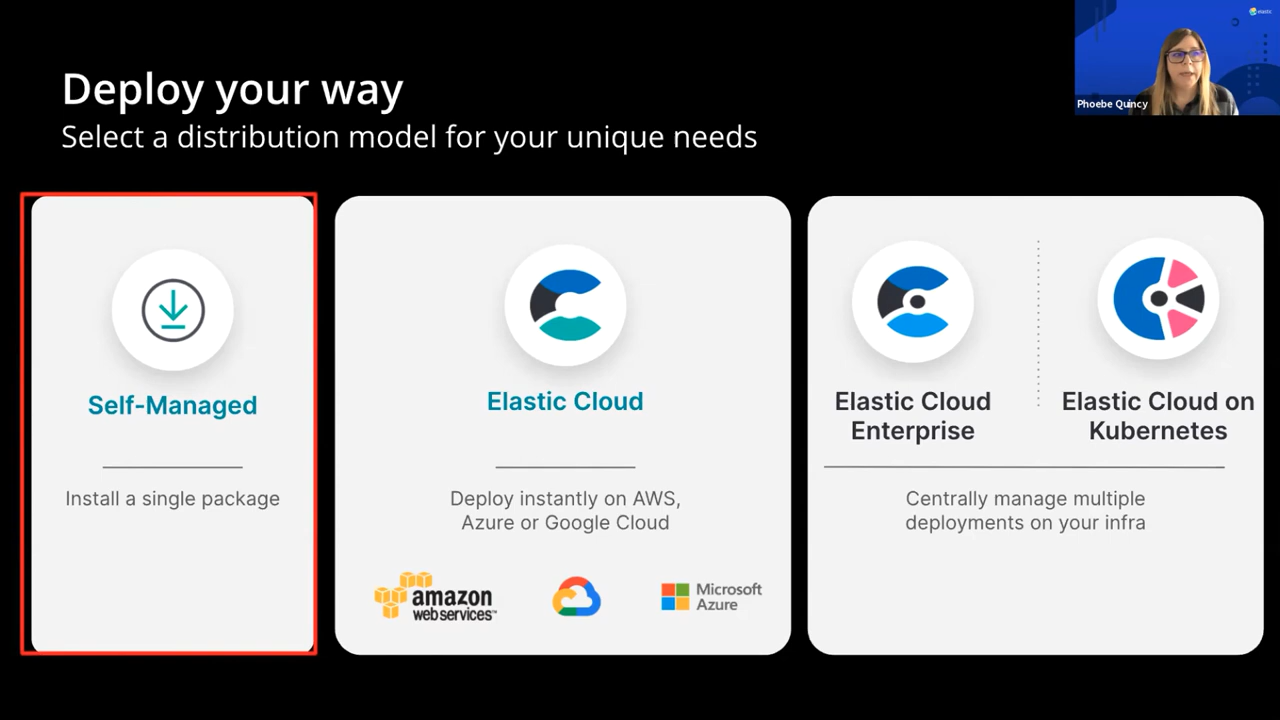 elastic
Phoebe Quincy
Deploy your way
Select a distribution model for your unique needs
Self-Managed
Install a single package
Elastic Cloud
Deploy instantly on AWS,
Azure or Google Cloud
amazon
web services™
Microsoft
Azure
Elastic Cloud
Enterprise
Elastic Cloud on
Kubernetes
Centrally manage multiple
deployments on your infra